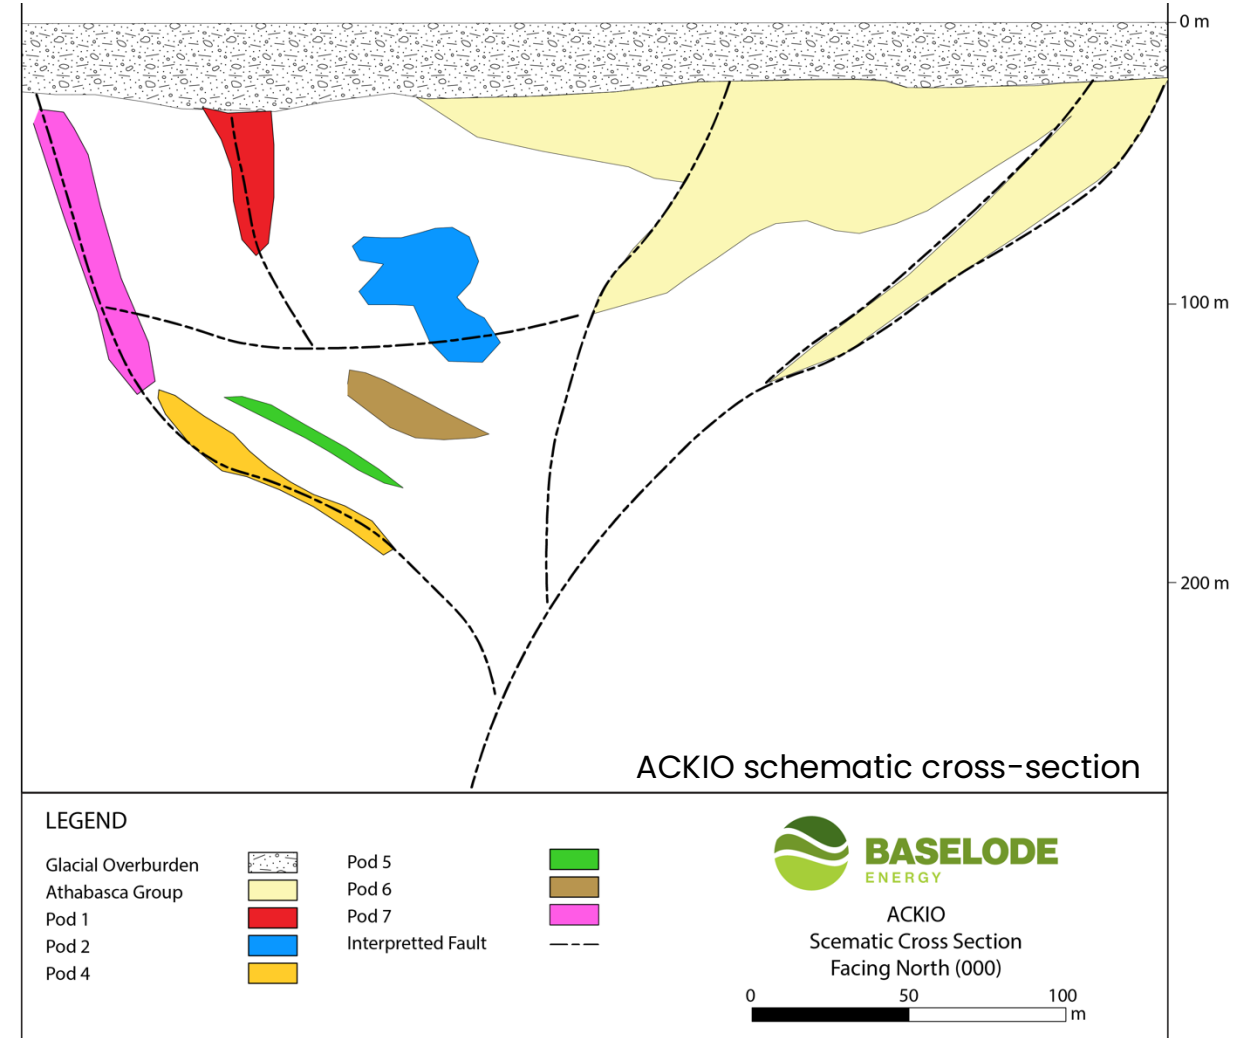 0 m
100 m
200 m
ACKIO schematic cross-section
LEGEND
Glacial Overburden
Athabasca Group
Pod 1
Pod 2
Pod 4
Pod 5
Pod 6
Pod 7
Interpretted Fault
BASELODE
ENERGY
ACKIO
Scematic Cross Section
Facing North (000)
0 50 100
m